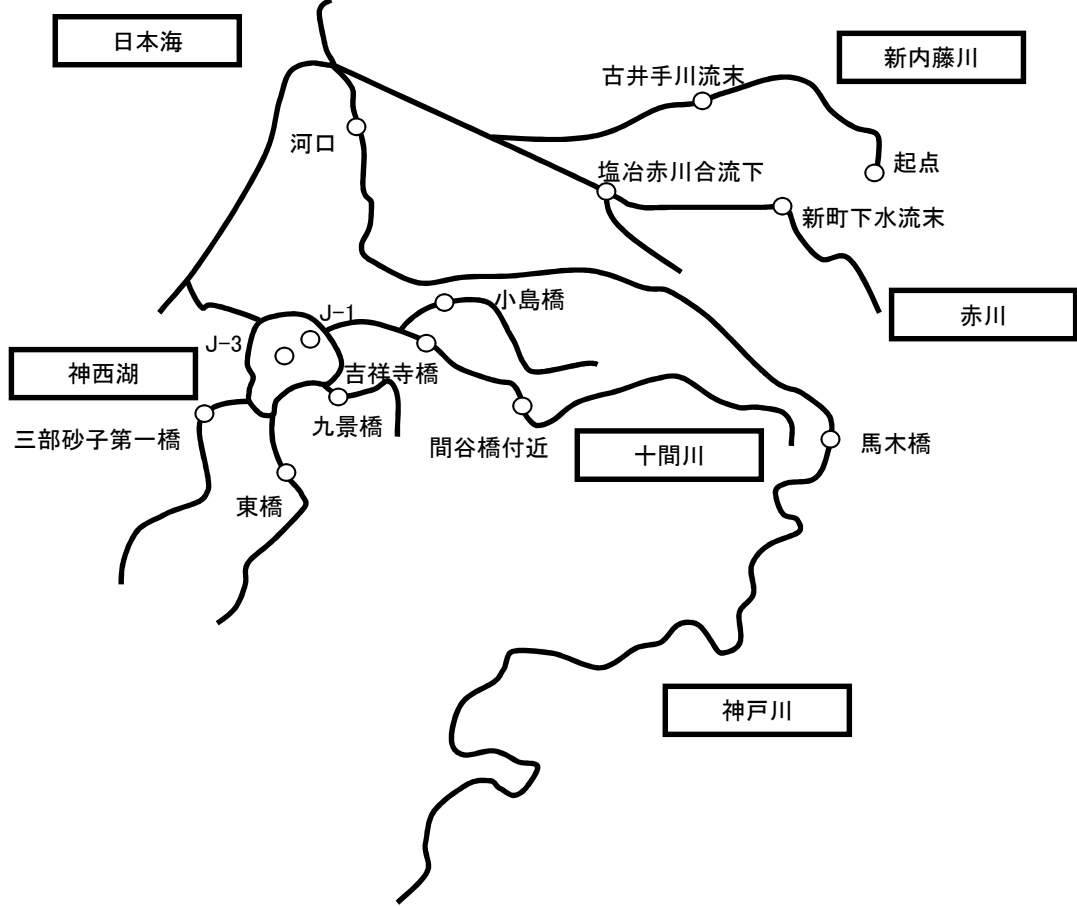 日本海
新内藤川
古井手川流末
河口
起点
塩冶赤川合流下
新町下水流末
小島橋
J-1
赤川
J-3
神西湖
吉祥寺橋
九景橋
三部砂子第一橋
間谷橋付近
十間川
馬木橋
東橋
神戸川